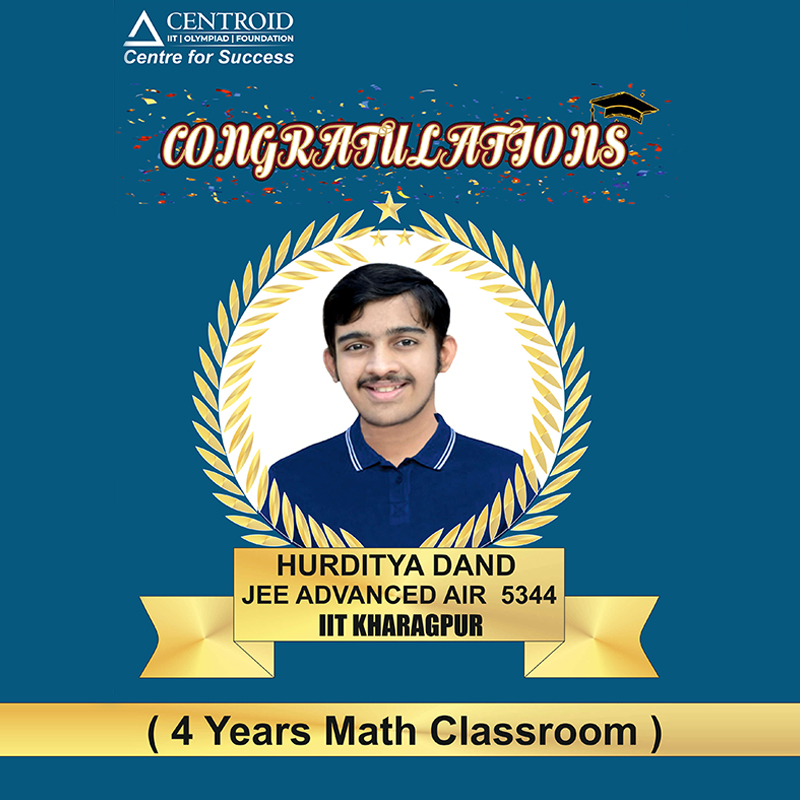 CENTROID
IIT | OLYMPIAD | FOUNDATION
Centre for Success
CONGRATULATIONS
HURDITYA DAND
JEE ADVANCED AIR 5344
IIT KHARAGPUR
( 4 Years Math Classroom )